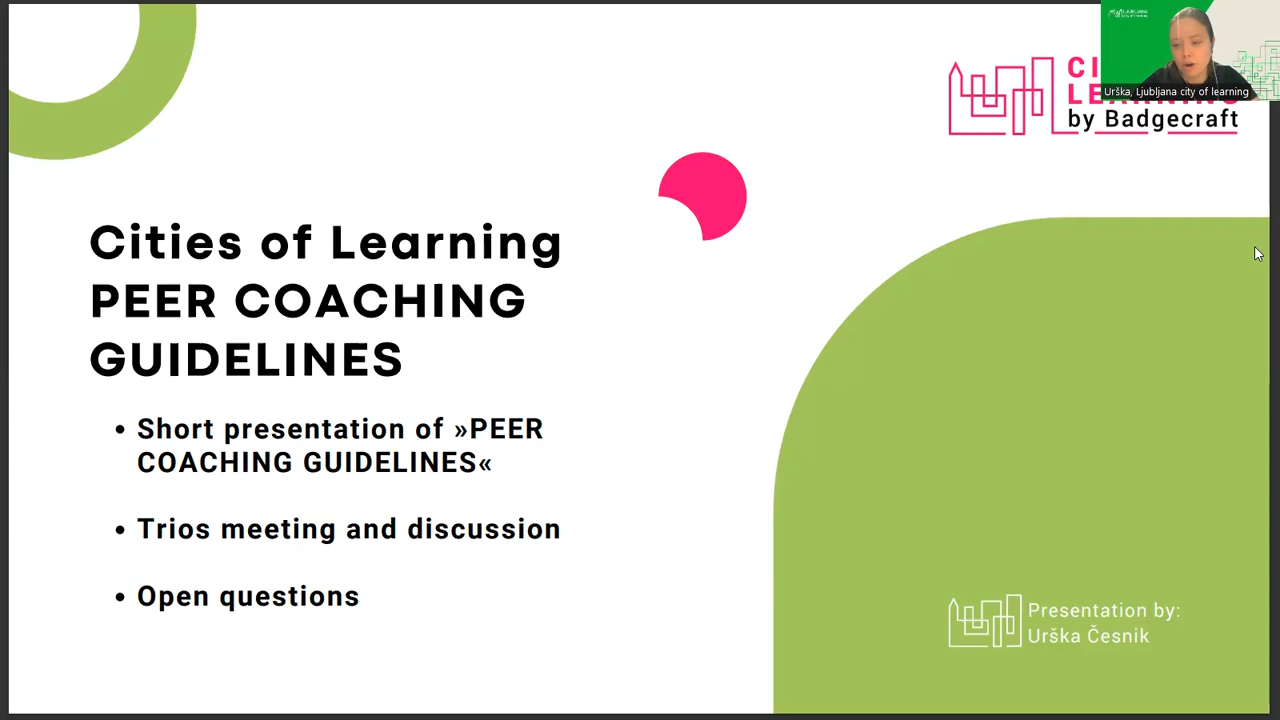 Urška, Ljubljana city of learning
by Badgecraft
Cities of Learning
PEER COACHING
GUIDELINES
• Short presentation of »PEER
COACHING GUIDELINES«
• Trios meeting and discussion
• Open questions
Presentation by:
Urška Česnik